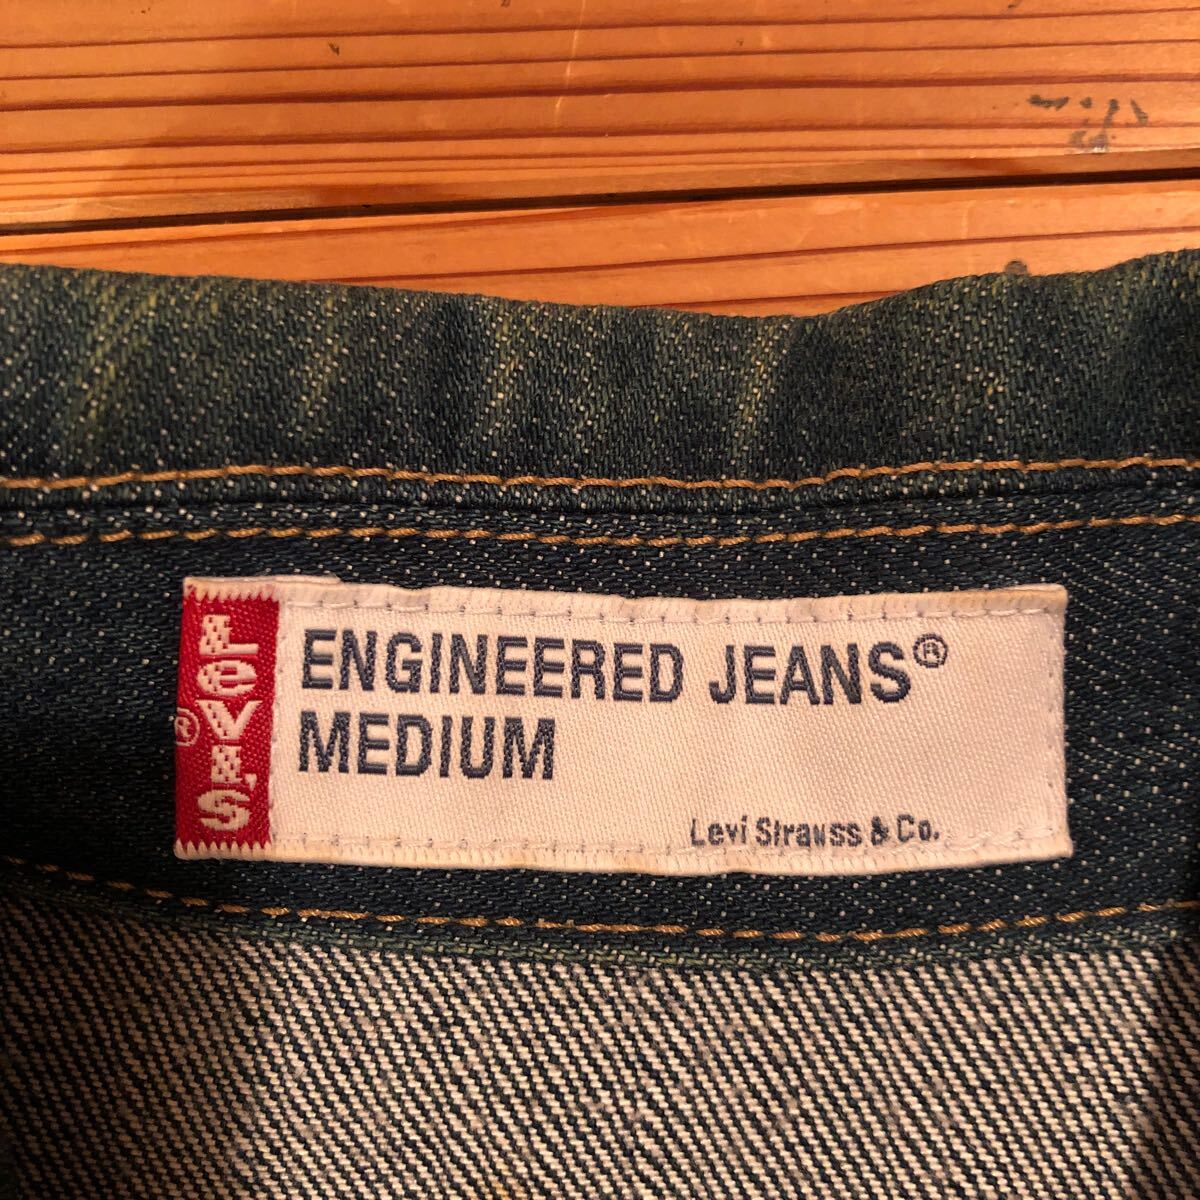 LEVI'S ®
ENGINEERED JEANS®
MEDIUM
Levi Strauss & Co.